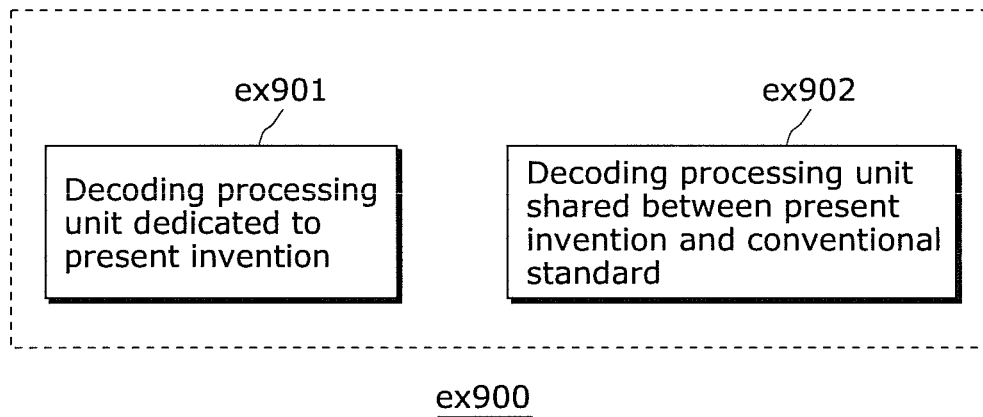 ex901
ex902
Decoding processing
unit dedicated to
present invention
Decoding processing unit
shared between present
invention and conventional
standard
ex900